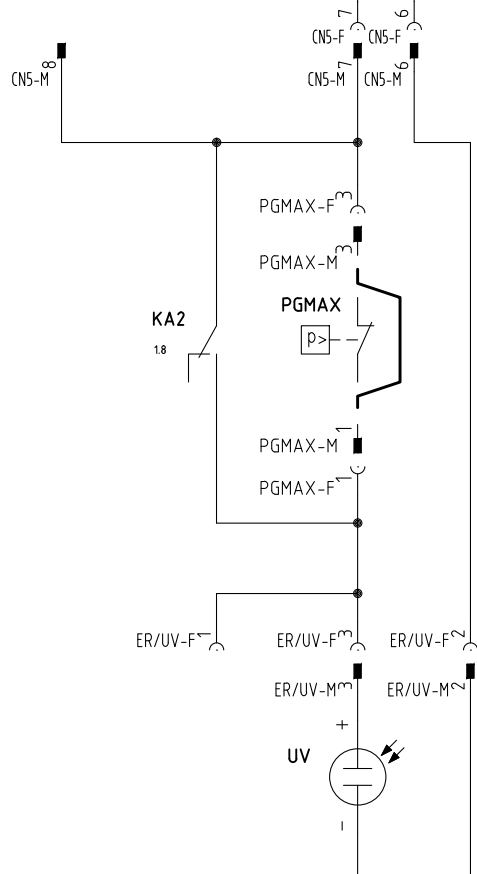 7 6
CN5-F CN5-F
8 7 6
CN5-M CN5-M CN5-M
PGMAX-F 3
PGMAX-M 3
PGMAX
KA2
1.8
p>
PGMAX-M 1
PGMAX-F 1
ER/UV-F 1 ER/UV-F 3 ER/UV-F 2
ER/UV-M 3 ER/UV-M 2
+
UV
-